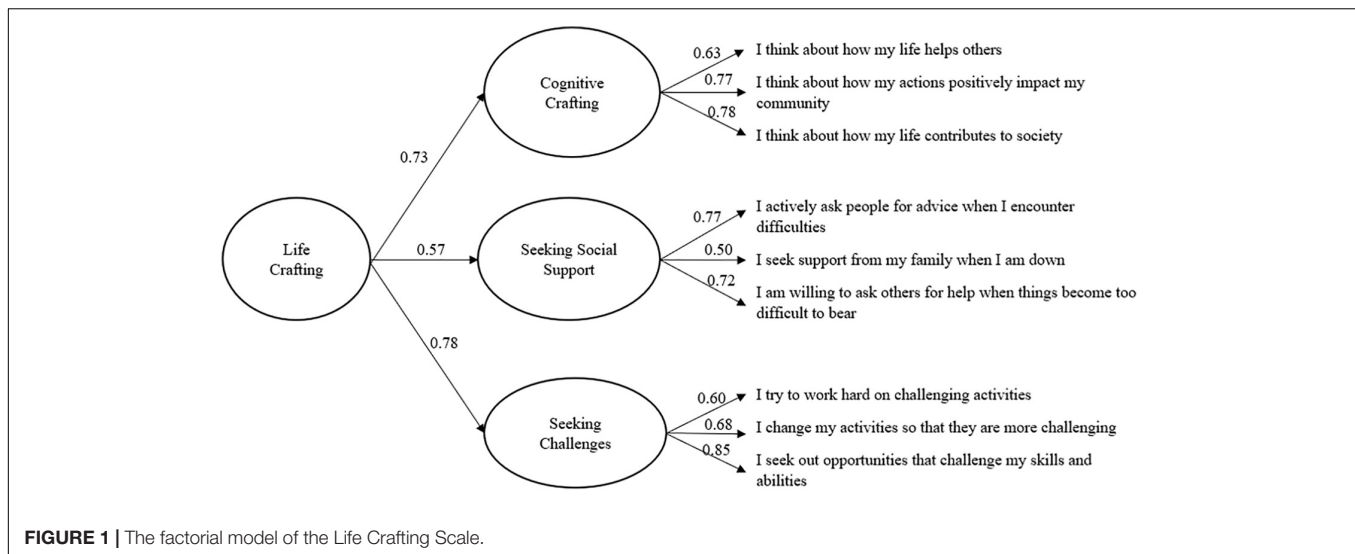 0.63
I think about how my life helps others
Cognitive
Crafting
0.77
I think about how my actions positively impact my
community
0.78
I think about how my life contributes to society
0.73
I actively ask people for advice when I encounter
difficulties
0.77
Life
Crafting
0.57
Seeking Social
Support
0.50
I seek support from my family when I am down
0.72
I am willing to ask others for help when things become too
difficult to bear
0.78
0.60
I try to work hard on challenging activities
Seeking
Challenges
0.68
I change my activities so that they are more challenging
0.85
I seek out opportunities that challenge my skills and
abilities
FIGURE 1 | The factorial model of the Life Crafting Scale.